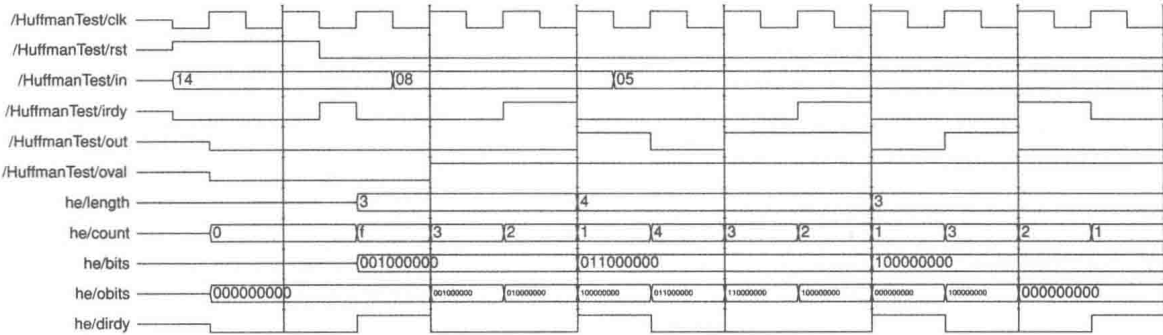 /HuffmanTest/clk
/HuffmanTest/rst
/HuffmanTest/in 14 08 05
/HuffmanTest/irdy
/HuffmanTest/out
/HuffmanTest/oval
he/length 3 4 3
he/count 0 f 3 2 1 4 3 2 1 3 2 1
he/bits 001000000 011000000 100000000
he/obits 000000000 001000000 010000000 100000000 011000000 110000000 100000000 000000000 100000000 000000000
he/dirdy